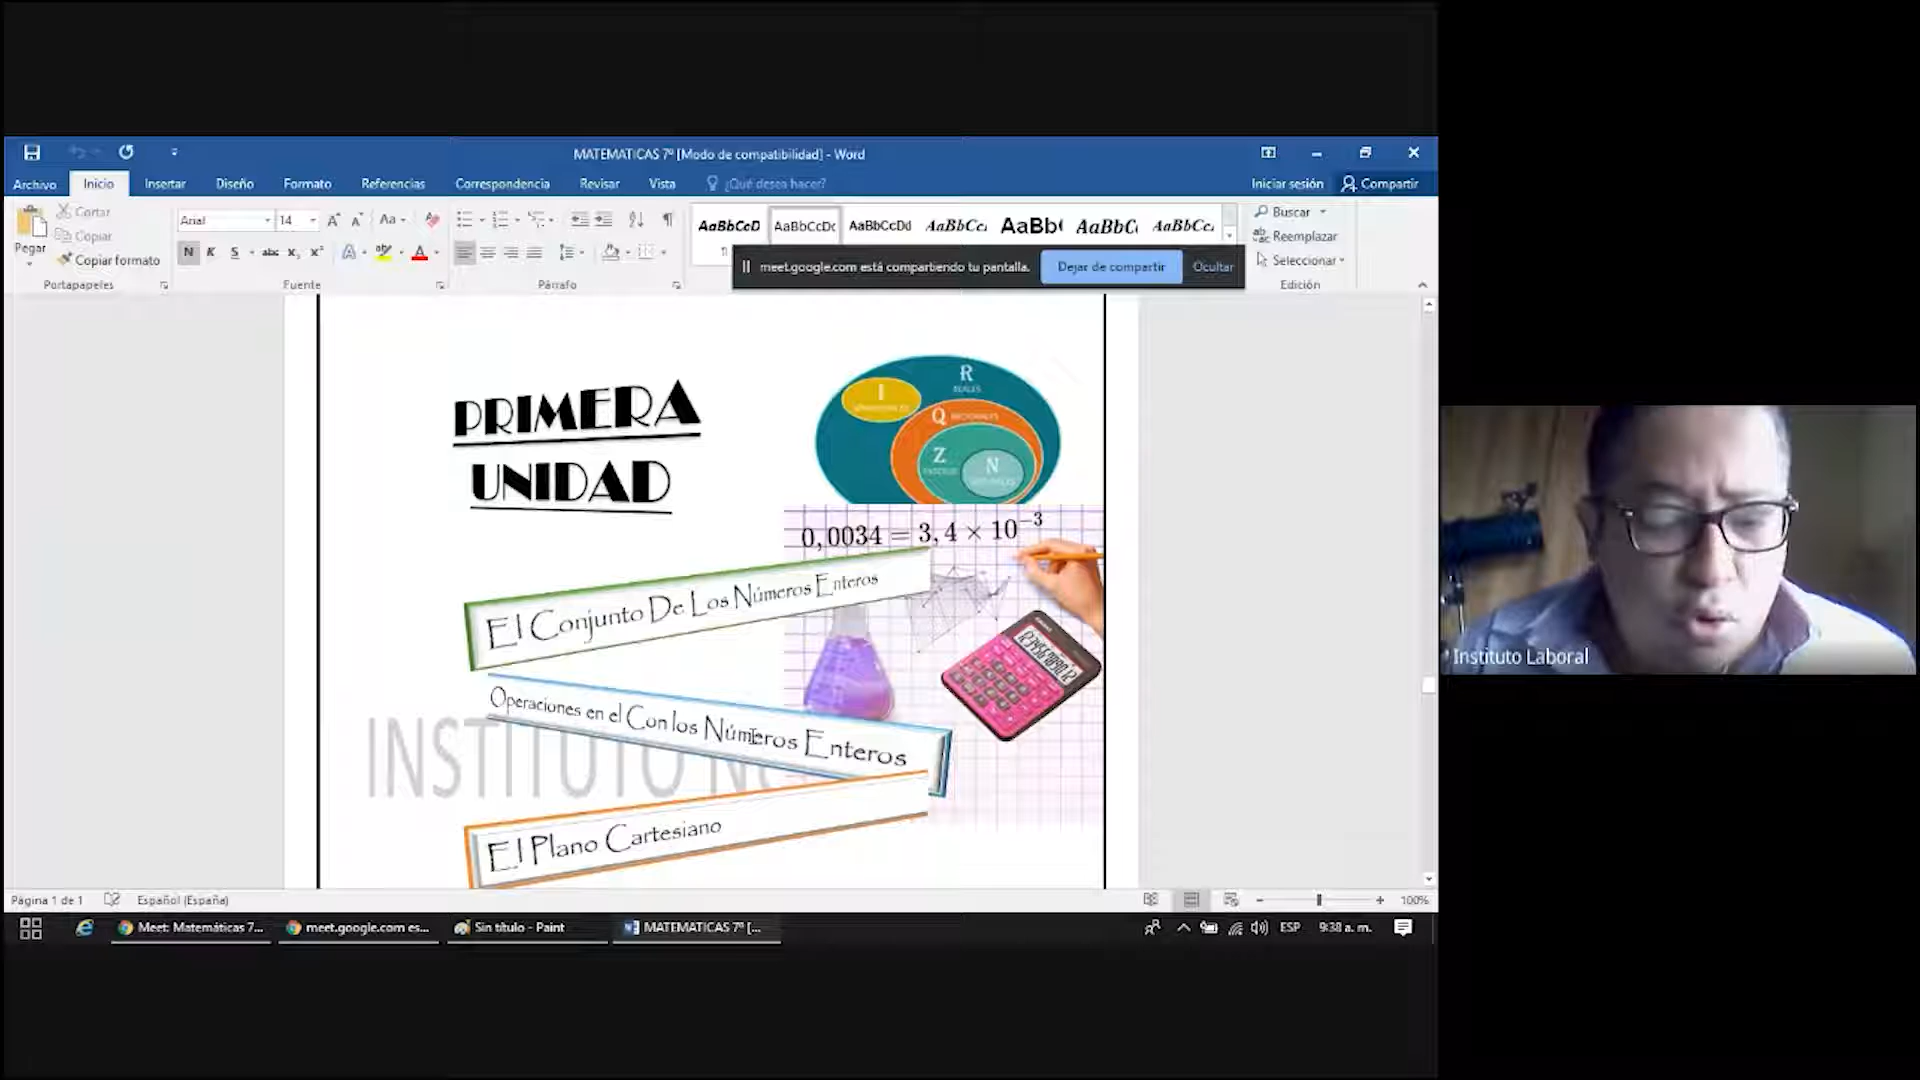 MATEMATICAS 7º [Modo de compatibilidad] - Word
Archivo Inicio Insertar Diseño Formato Referencias Correspondencia Revisar Vista ¿Qué desea hacer? Iniciar sesión Compartir
Pegar
Cortar
Copiar
Copiar formato
Portapapeles
Arial 14
N K S abc x₂ x²
Fuente
Párrafo
AaBbCcD AaBbCcDc AaBbCcDd AaBbCc. AaBb( AaBbC( AaBbCc.
Buscar
Reemplazar
Seleccionar
Edición
meet.google.com está compartiendo tu pantalla. Dejar de compartir Ocultar
PRIMERA
UNIDAD
R
REALES
I
Q RACIONALES
Z
N
0,0034 = 3,4 × 10⁻³
El Conjunto De Los Números Enteros
Operaciones en el Con los Números Enteros
INSTITUTO
El Plano Cartesiano
Instituto Laboral
Página 1 de 1 Español (España) 100%
Meet: Matemáticas 7... meet.google.com es... Sin título - Paint MATEMATICAS 7º [... ESP 9:38 a. m.